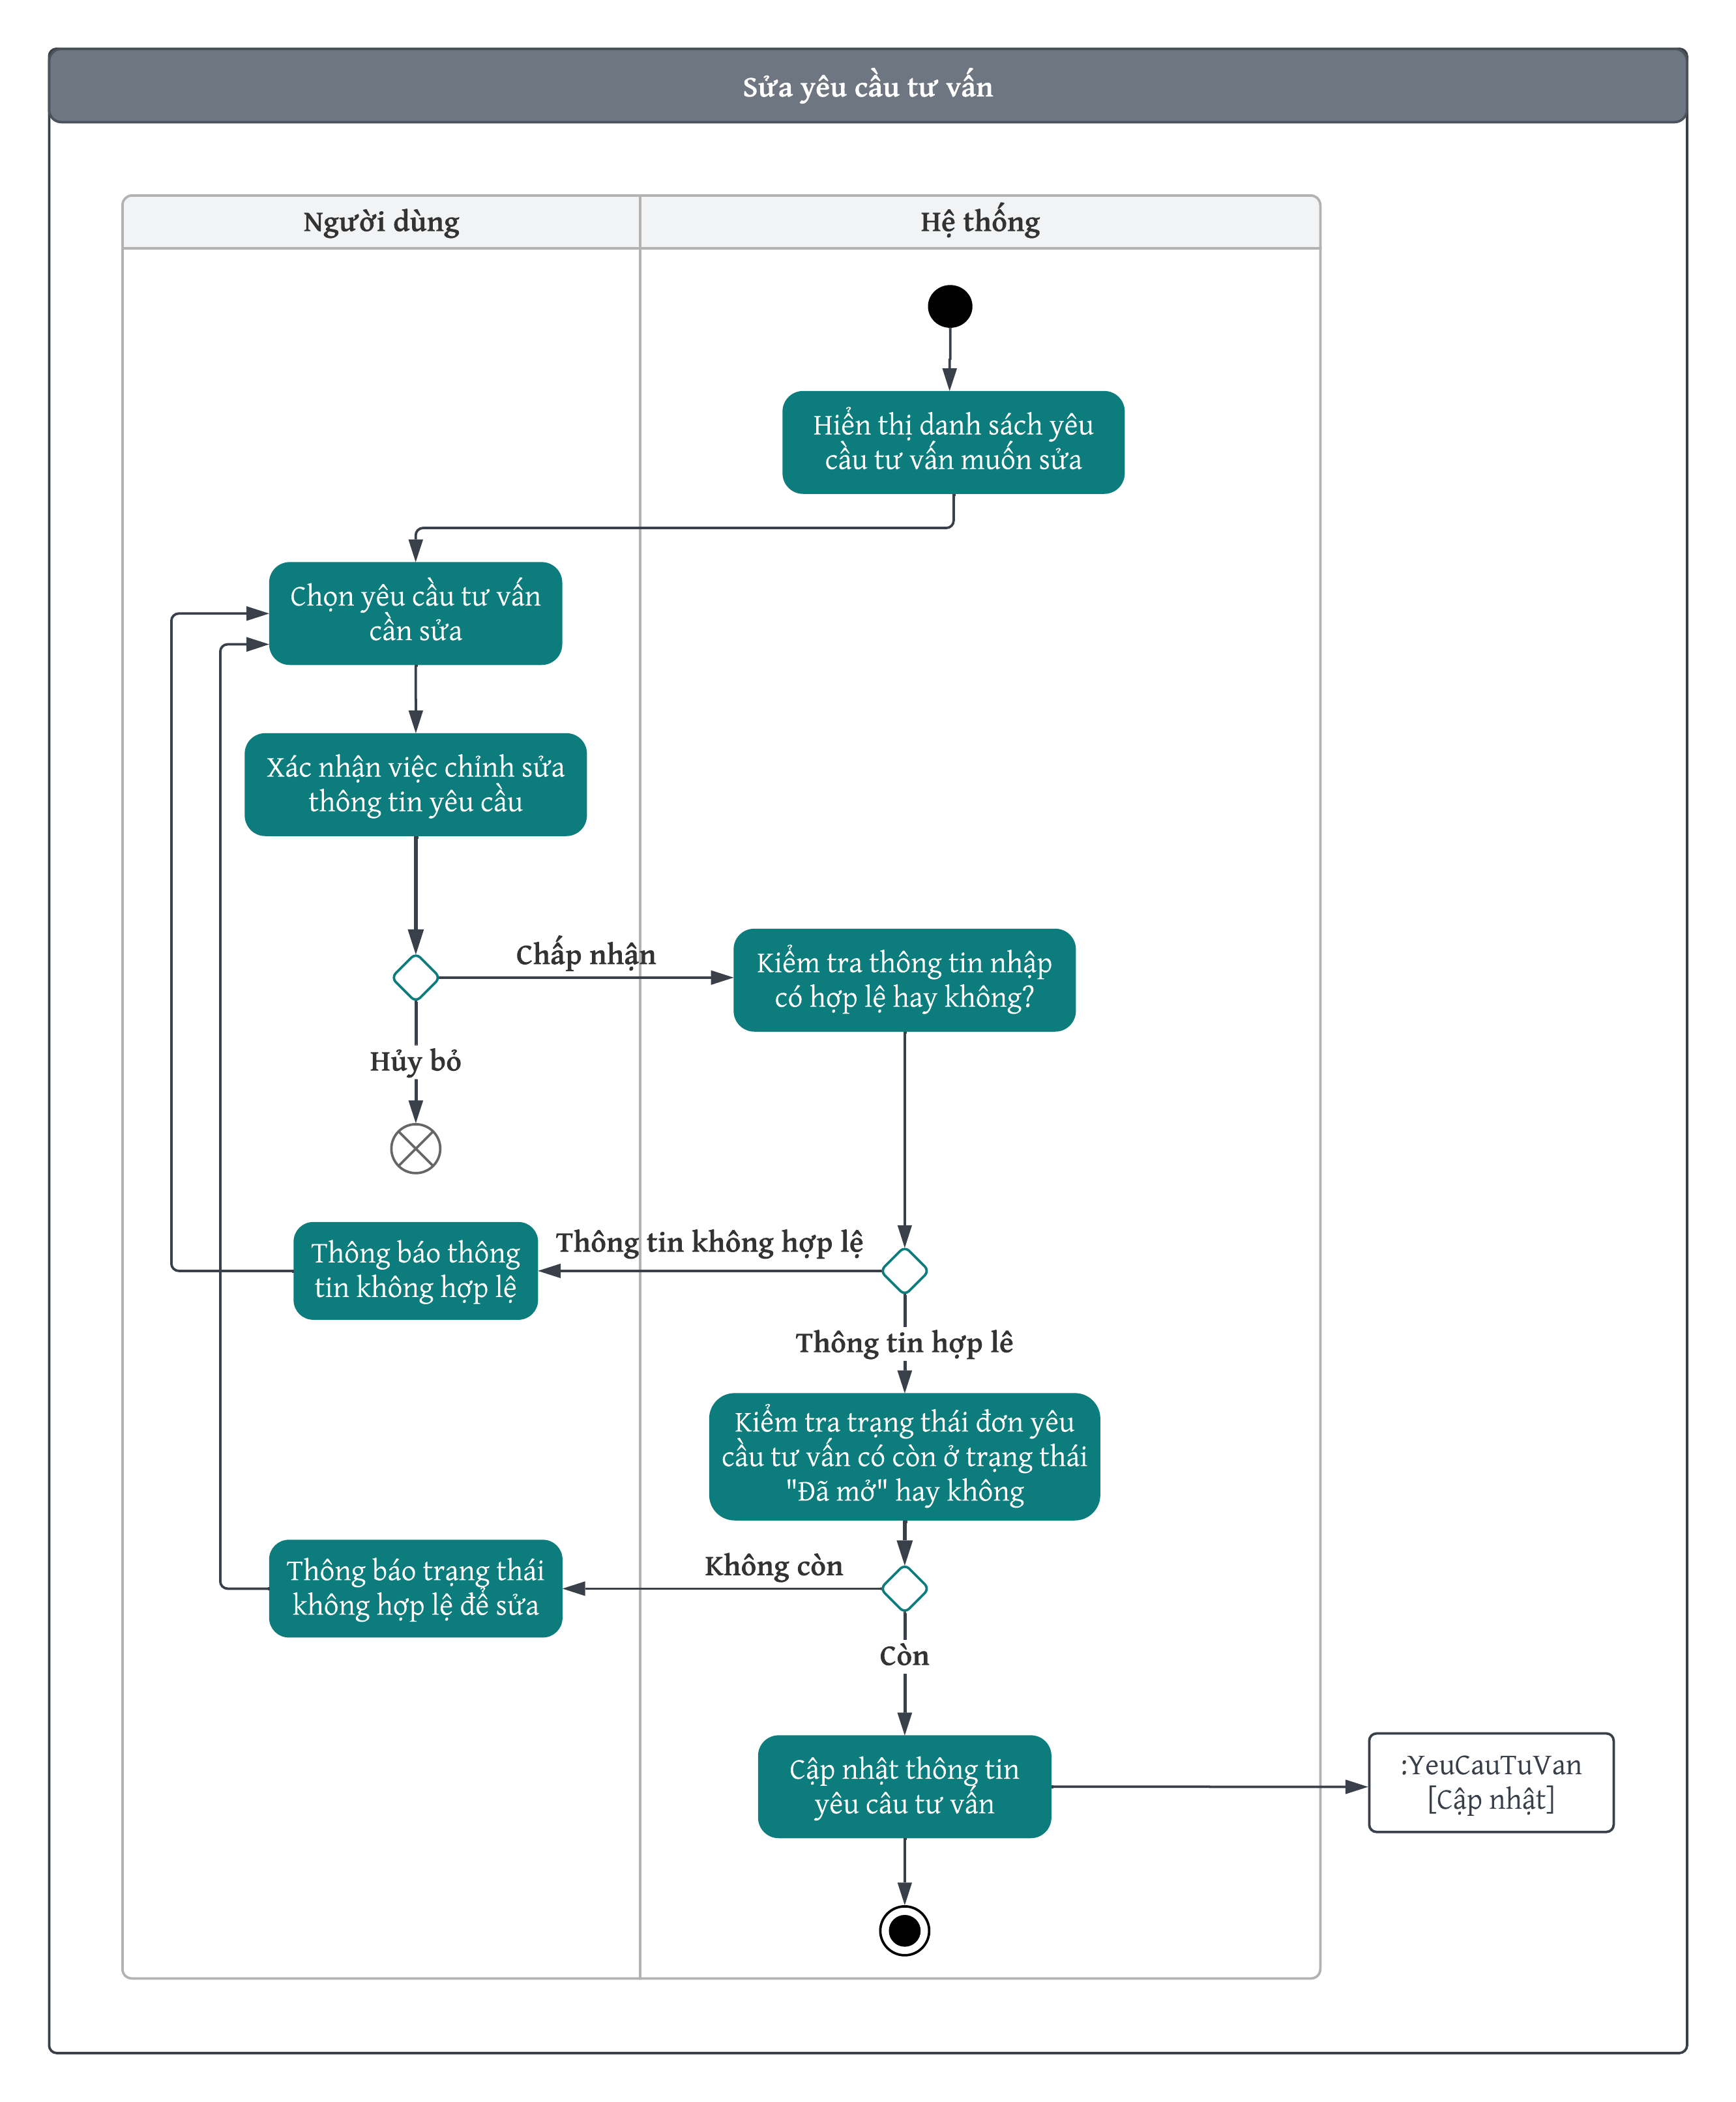 Sửa yêu cầu tư vấn
Người dùng
Hệ thống
Hiển thị danh sách yêu
cầu tư vấn muốn sửa
Chọn yêu cầu tư vấn
cần sửa
Xác nhận việc chỉnh sửa
thông tin yêu cầu
Chấp nhận
Kiểm tra thông tin nhập
có hợp lệ hay không?
Hủy bỏ
Thông báo thông
tin không hợp lệ
Thông tin không hợp lệ
Thông tin hợp lê
Kiểm tra trạng thái đơn yêu
cầu tư vấn có còn ở trạng thái
"Đã mở" hay không
Thông báo trạng thái
không hợp lệ để sửa
Không còn
Còn
Cập nhật thông tin
yêu câu tư vấn
:YeuCauTuVan
[Cập nhật]